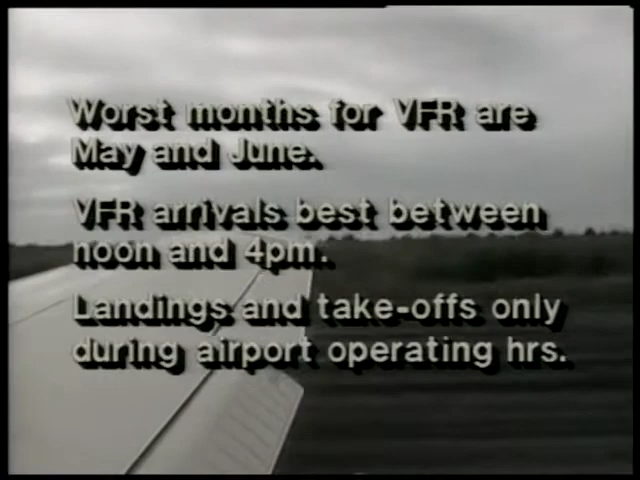 Worst months for VFR are
May and June.
VFR arrivals best between
noon and 4pm.
Landings and take-offs only
during airport operating hrs.